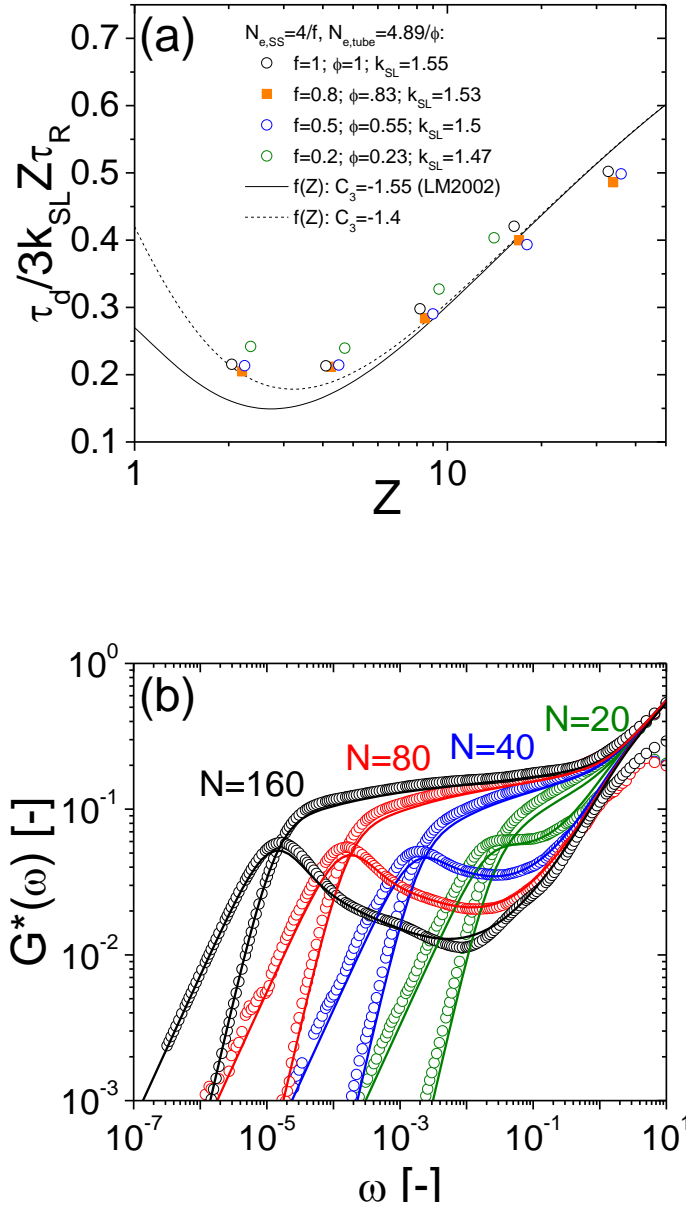 (a)
N_e,SS=4/f, N_e,tube=4.89/ϕ:
f=1; ϕ=1; k_SL=1.55
f=0.8; ϕ=.83; k_SL=1.53
f=0.5; ϕ=0.55; k_SL=1.5
f=0.2; ϕ=0.23; k_SL=1.47
f(Z): C_3=-1.55 (LM2002)
f(Z): C_3=-1.4
τ_d/3k_SL Zτ_R
0.7
0.6
0.5
0.4
0.3
0.2
0.1
1
10
Z
(b)
N=20
N=40
N=80
N=160
G*(ω) [-]
10^0
10^-1
10^-2
10^-3
10^-7
10^-5
10^-3
10^-1
10^1
ω [-]